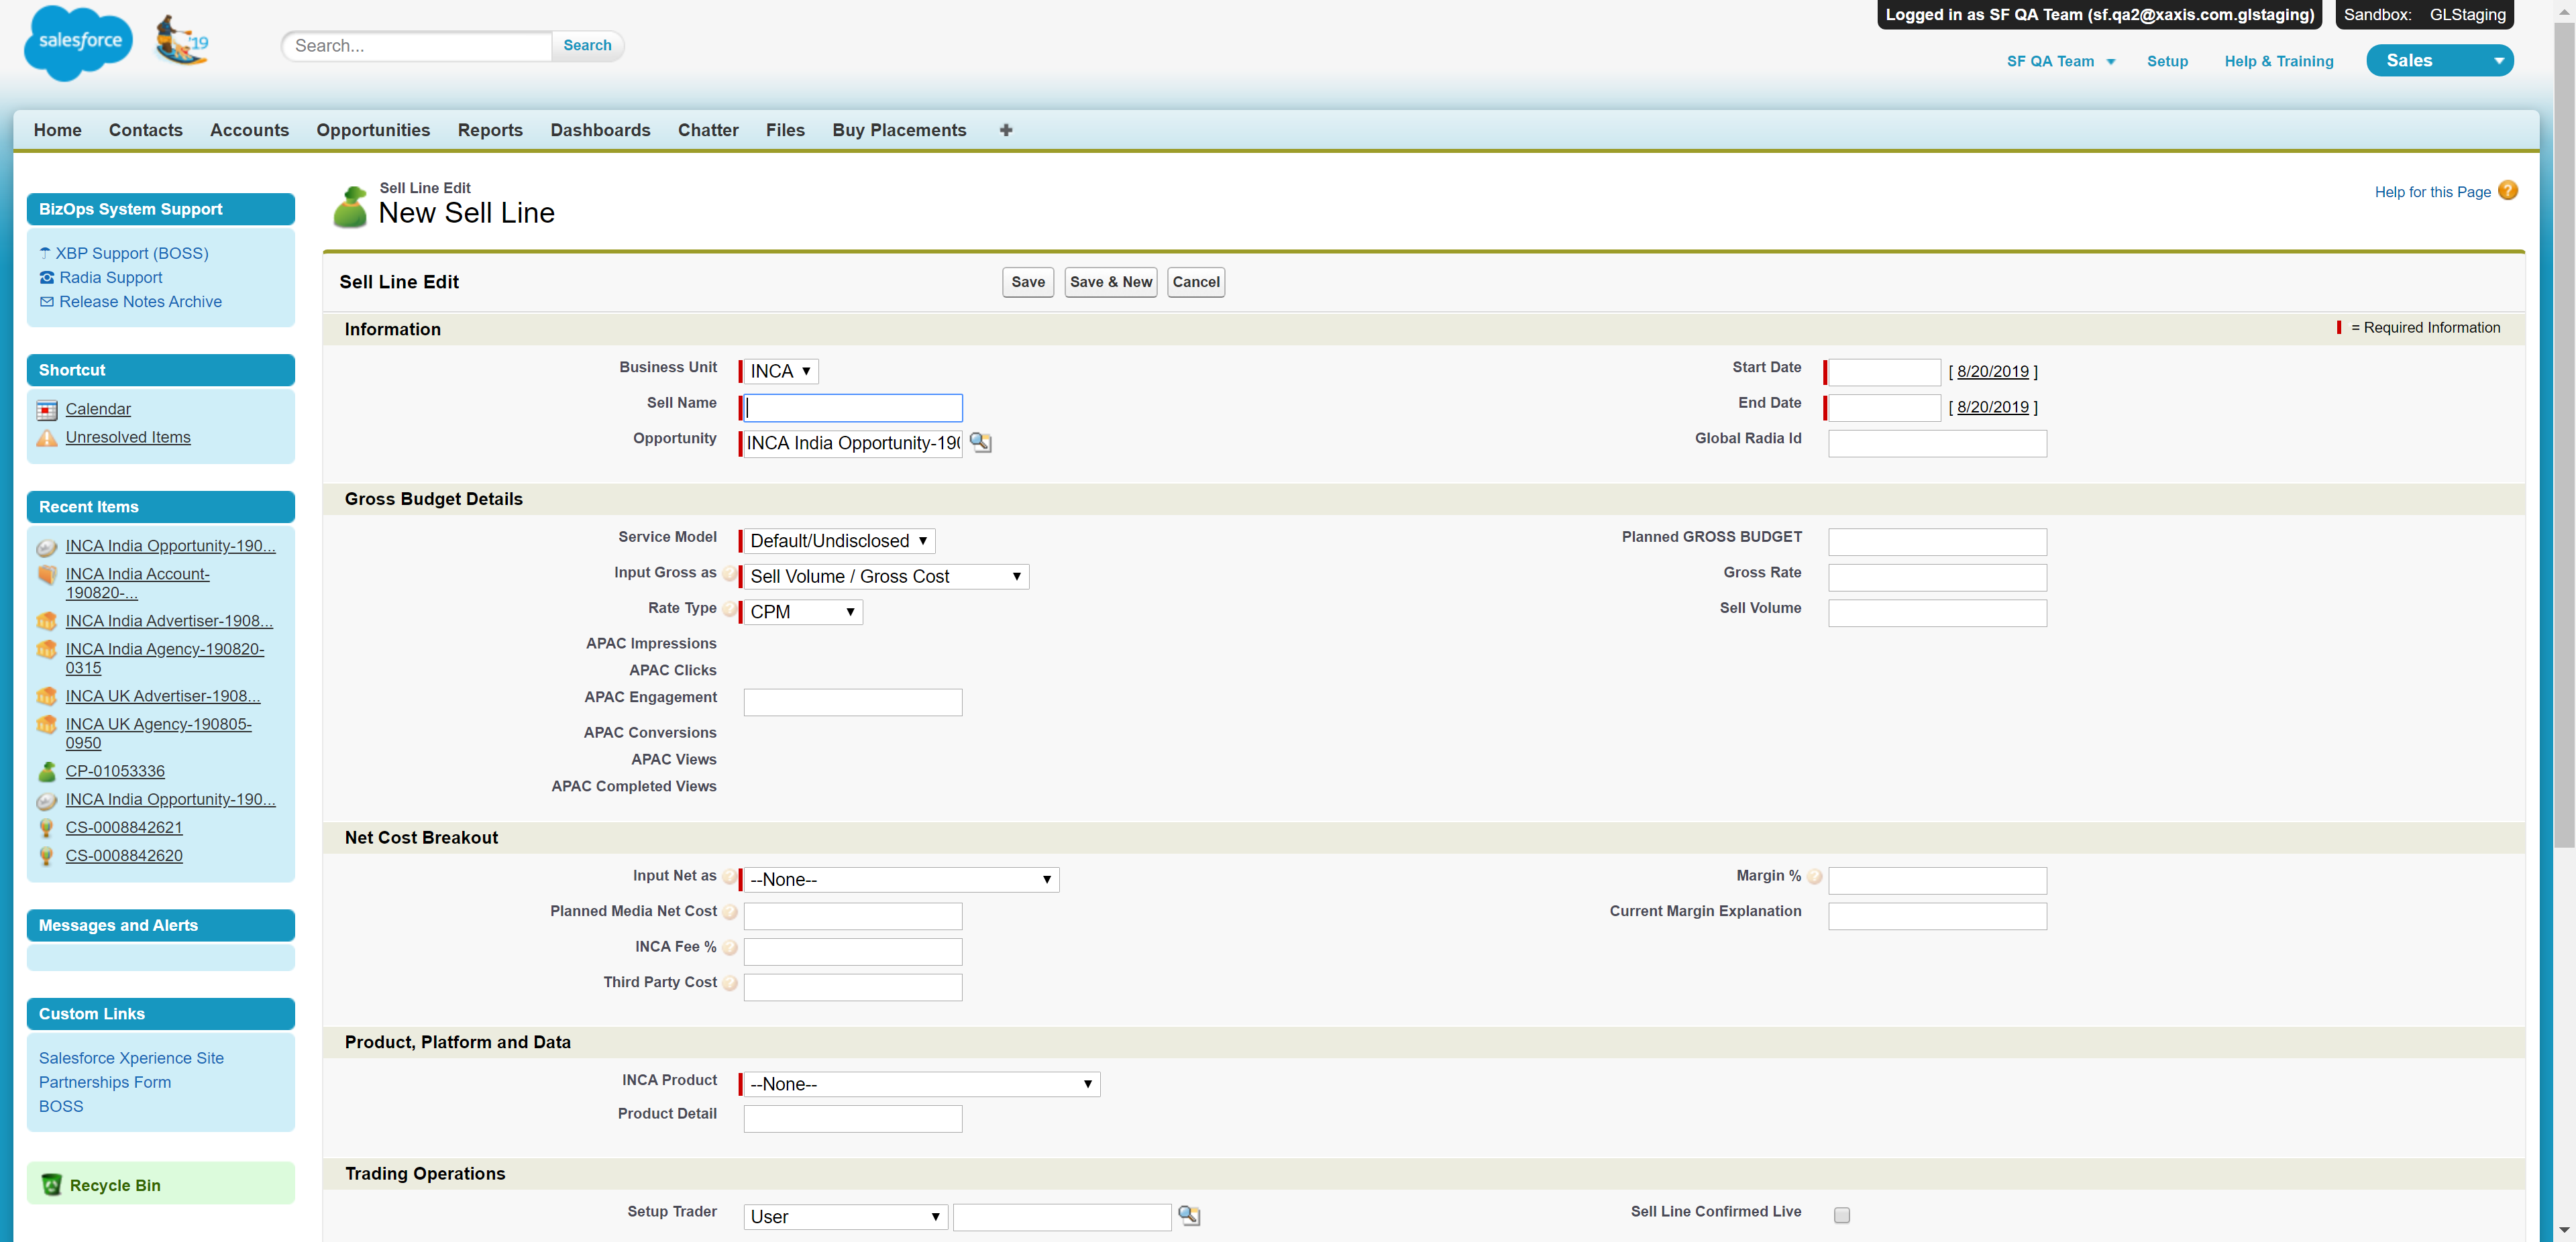 salesforce
'19
Search...
Search
Logged in as SF QA Team (sf.qa2@xaxis.com.glstaging)
Sandbox: GLStaging
SF QA Team
Setup
Help & Training
Sales
Home
Contacts
Accounts
Opportunities
Reports
Dashboards
Chatter
Files
Buy Placements
BizOps System Support
XBP Support (BOSS)
Radia Support
Release Notes Archive
Shortcut
Calendar
Unresolved Items
Recent Items
INCA India Opportunity-190...
INCA India Account-
190820-...
INCA India Advertiser-1908...
INCA India Agency-190820-
0315
INCA UK Advertiser-1908...
INCA UK Agency-190805-
0950
CP-01053336
INCA India Opportunity-190...
CS-0008842621
CS-0008842620
Messages and Alerts
Custom Links
Salesforce Xperience Site
Partnerships Form
BOSS
Recycle Bin
Sell Line Edit
New Sell Line
Help for this Page
Sell Line Edit
Save
Save & New
Cancel
Information
= Required Information
Business Unit INCA
Start Date [ 8/20/2019 ]
Sell Name
End Date [ 8/20/2019 ]
Opportunity INCA India Opportunity-190
Global Radia Id
Gross Budget Details
Service Model Default/Undisclosed
Planned GROSS BUDGET
Input Gross as Sell Volume / Gross Cost
Gross Rate
Rate Type CPM
Sell Volume
APAC Impressions
APAC Clicks
APAC Engagement
APAC Conversions
APAC Views
APAC Completed Views
Net Cost Breakout
Input Net as --None--
Margin %
Planned Media Net Cost
Current Margin Explanation
INCA Fee %
Third Party Cost
Product, Platform and Data
INCA Product --None--
Product Detail
Trading Operations
Setup Trader User
Sell Line Confirmed Live